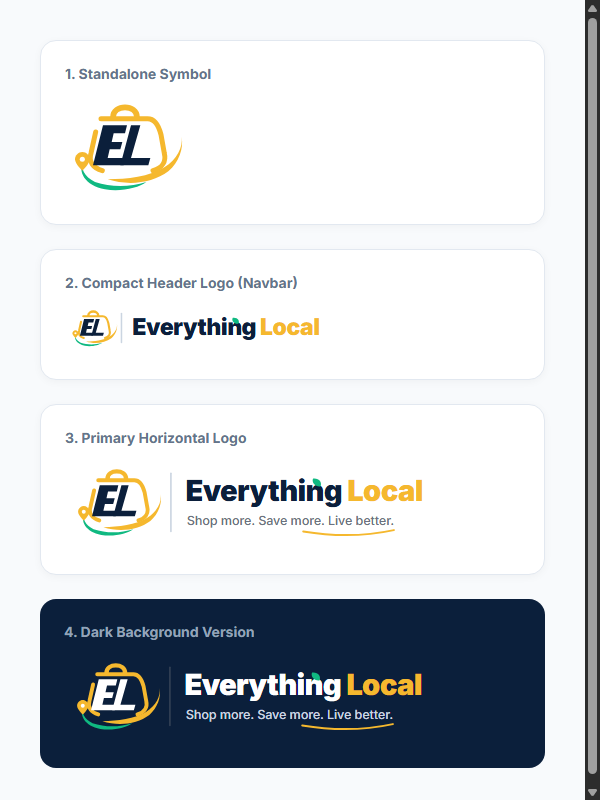 1. Standalone Symbol
EL
2. Compact Header Logo (Navbar)
EL
Everything Local
3. Primary Horizontal Logo
EL
Everything Local
Shop more. Save more. Live better.
4. Dark Background Version
EL
Everything Local
Shop more. Save more. Live better.